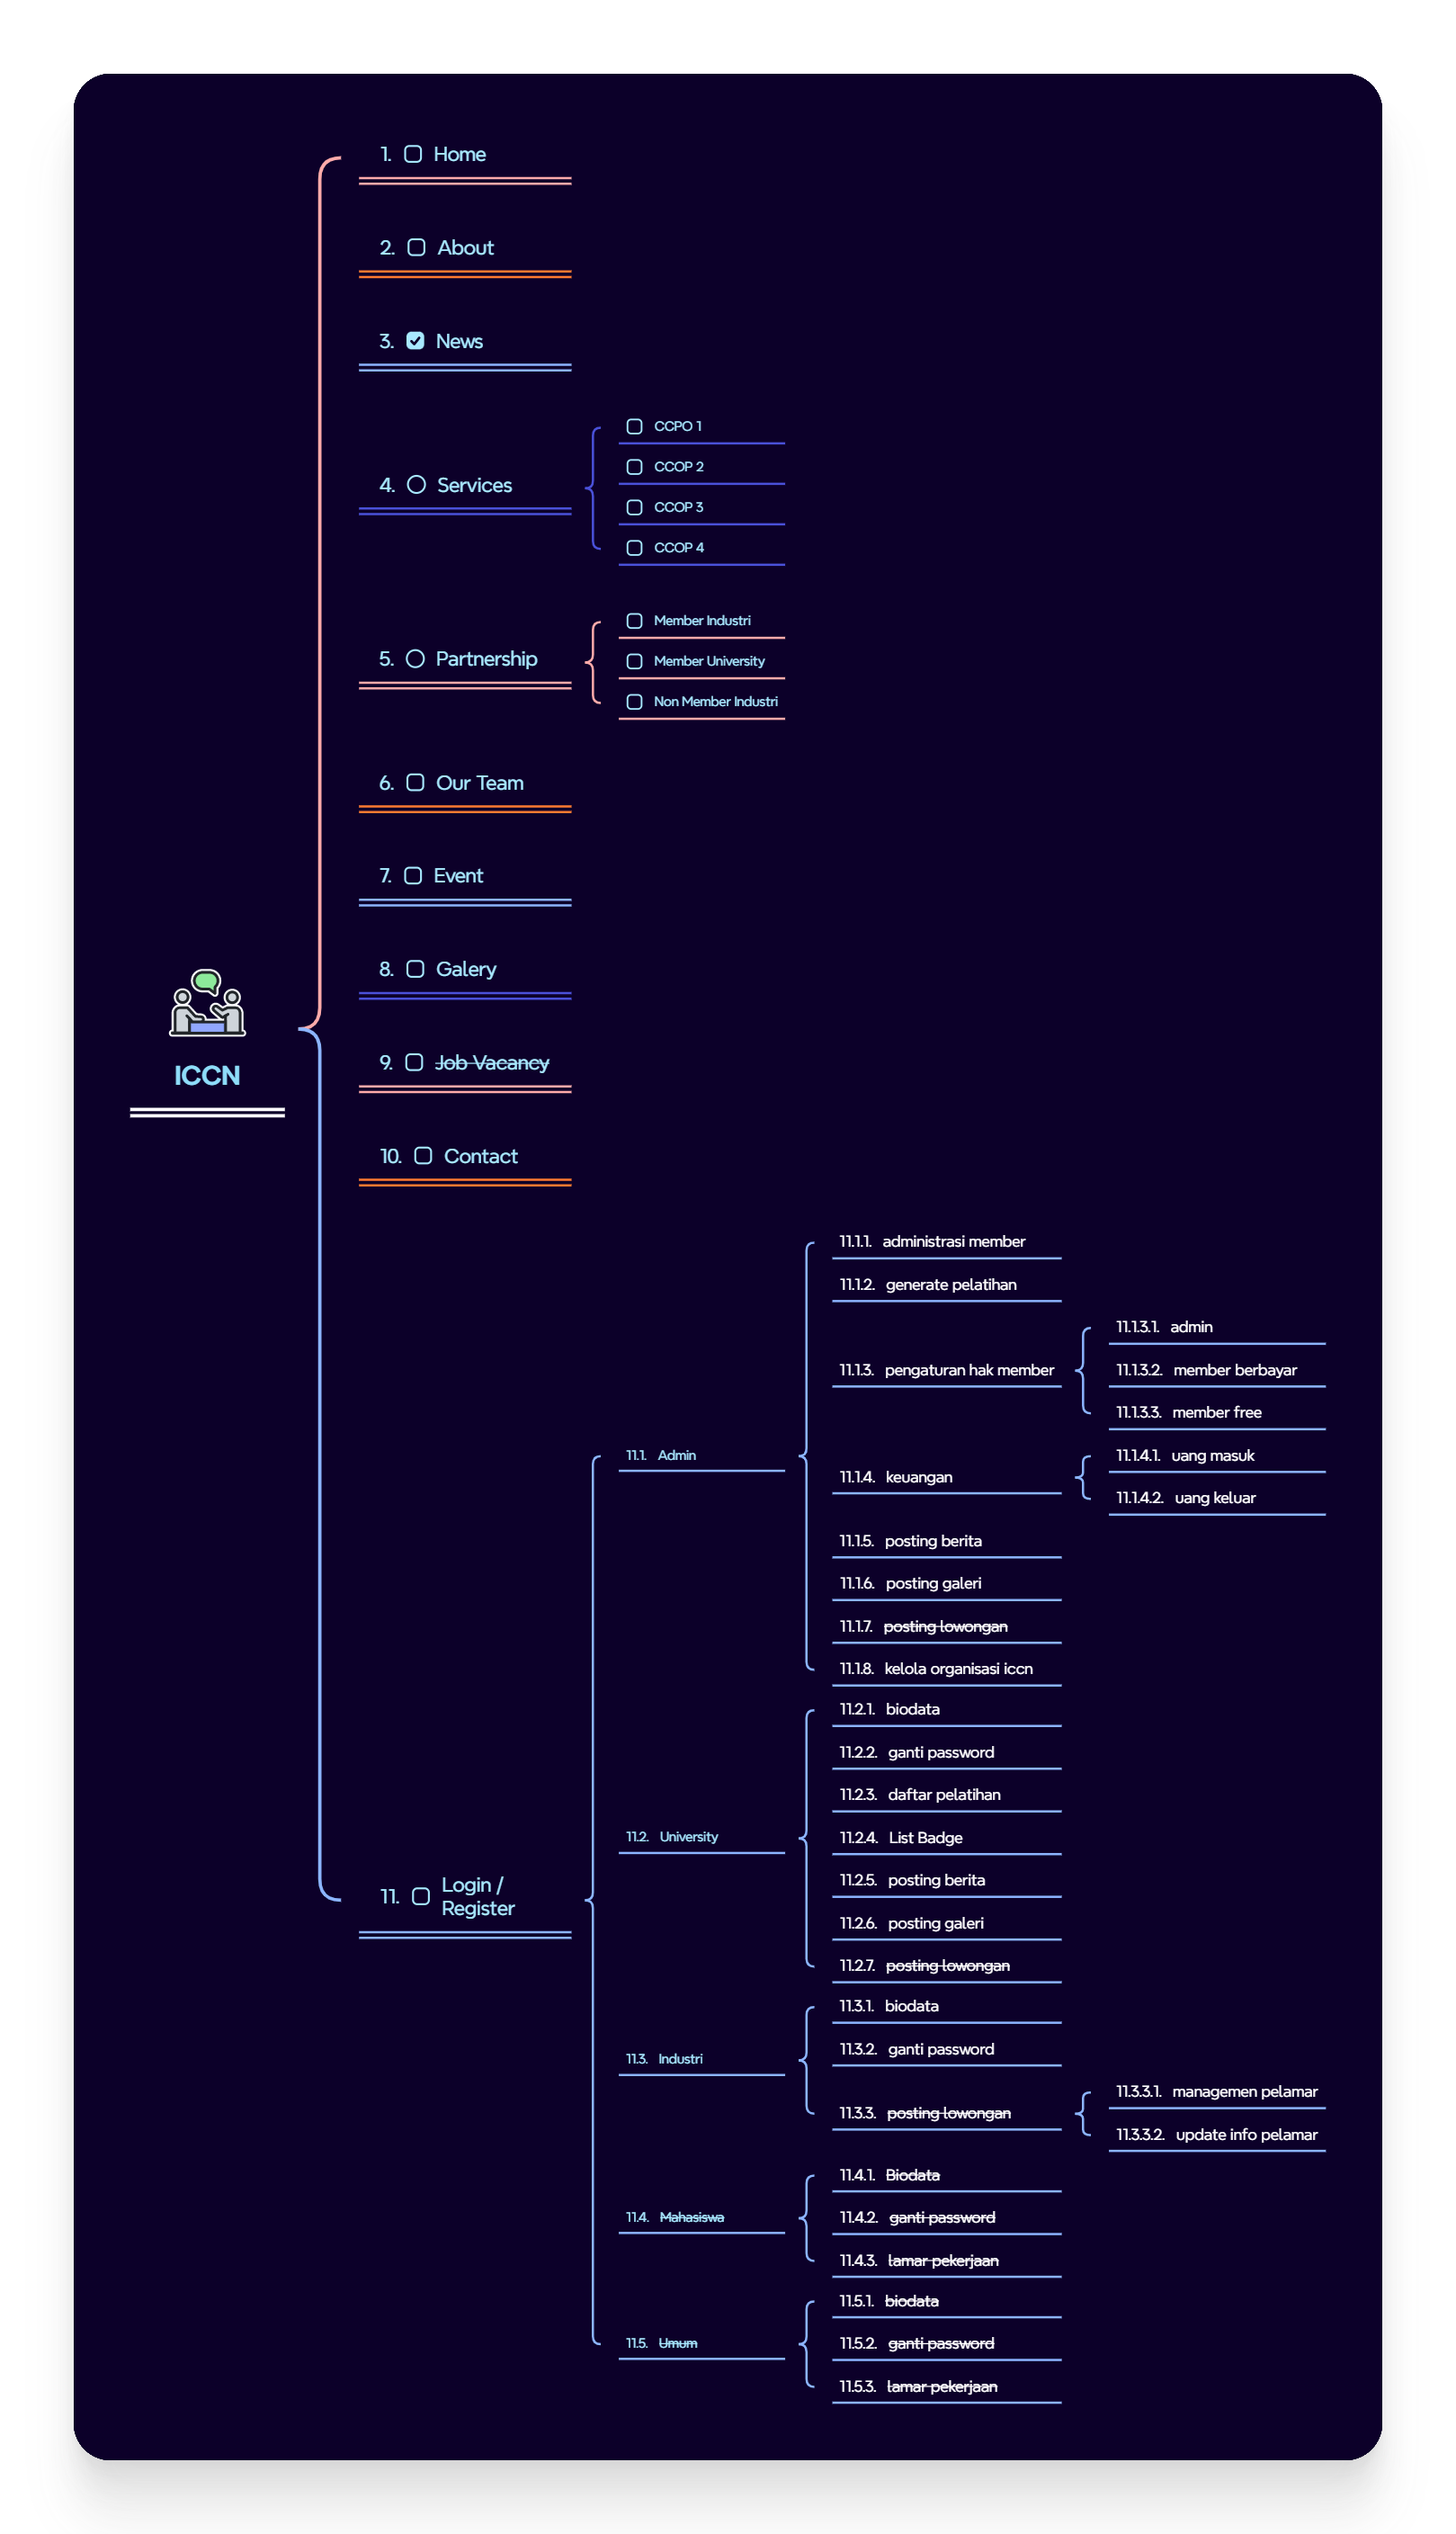 ICCN
1. Home
2. About
3. News
4. Services
CCPO 1
CCOP 2
CCOP 3
CCOP 4
5. Partnership
Member Industri
Member University
Non Member Industri
6. Our Team
7. Event
8. Galery
9. Job Vacancy
10. Contact
11. Login /
Register
11.1. Admin
11.1.1. administrasi member
11.1.2. generate pelatihan
11.1.3. pengaturan hak member
11.1.3.1. admin
11.1.3.2. member berbayar
11.1.3.3. member free
11.1.4. keuangan
11.1.4.1. uang masuk
11.1.4.2. uang keluar
11.1.5. posting berita
11.1.6. posting galeri
11.1.7. posting lowongan
11.1.8. kelola organisasi iccn
11.2. University
11.2.1. biodata
11.2.2. ganti password
11.2.3. daftar pelatihan
11.2.4. List Badge
11.2.5. posting berita
11.2.6. posting galeri
11.2.7. posting lowongan
11.3. Industri
11.3.1. biodata
11.3.2. ganti password
11.3.3. posting lowongan
11.3.3.1. managemen pelamar
11.3.3.2. update info pelamar
11.4. Mahasiswa
11.4.1. Biodata
11.4.2. ganti password
11.4.3. lamar pekerjaan
11.5. Umum
11.5.1. biodata
11.5.2. ganti password
11.5.3. lamar pekerjaan